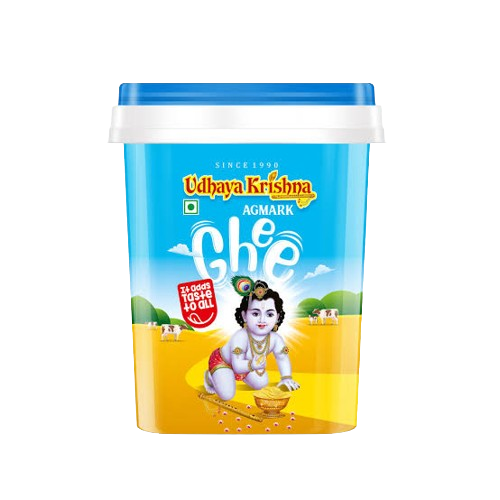 SINCE 1990
Udhaya Krishna
AGMARK
Ghee
It adds
Taste
to all